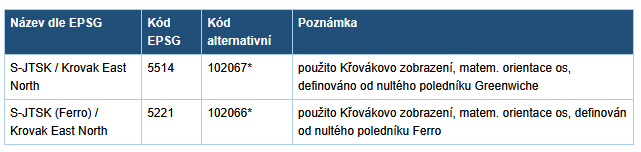 Název dle EPSG Kód EPSG Kód alternativní Poznámka
S-JTSK / Krovak East North 5514 102067* použito Křovákovo zobrazení, matem. orientace os, definováno od nultého poledníku Greenwiche
S-JTSK (Ferro) / Krovak East North 5221 102066* použito Křovákovo zobrazení, matem. orientace os, definován od nultého poledníku Ferro